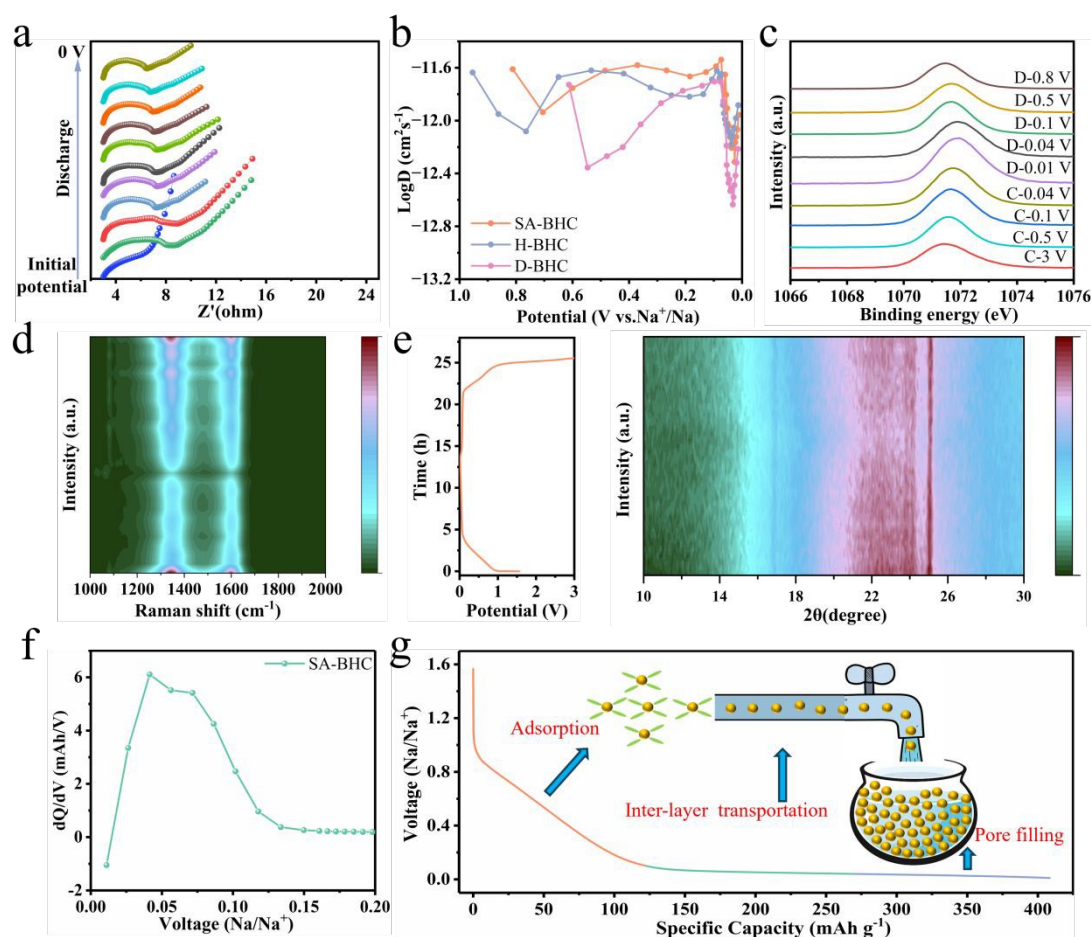 a
0 V
Discharge
Initial
potential
4 8 12 16 20 24
Z'(ohm)
b
−11.6
−12.0
−12.4
−12.8
−13.2
LogD (cm²s⁻¹)
SA-BHC
H-BHC
D-BHC
1.0 0.8 0.6 0.4 0.2 0.0
Potential (V vs.Na⁺/Na)
c
Intensity (a.u.)
D-0.8 V
D-0.5 V
D-0.1 V
D-0.04 V
D-0.01 V
C-0.04 V
C-0.1 V
C-0.5 V
C-3 V
1066 1068 1070 1072 1074 1076
Binding energy (eV)
d
Intensity (a.u.)
1000 1200 1400 1600 1800 2000
Raman shift (cm⁻¹)
e
Time (h)
25
20
15
10
5
0
0 1 2 3
Potential (V)
Intensity (a.u.)
10 14 18 22 26 30
2θ(degree)
f
SA-BHC
dQ/dV (mAh/V)
8
6
4
2
0
-2
0.00 0.05 0.10 0.15 0.20
Voltage (Na/Na⁺)
g
Voltage (Na/Na⁺)
1.6
1.2
0.8
0.4
0.0
Adsorption
Inter-layer transportation
Pore filling
0 50 100 150 200 250 300 350 400
Specific Capacity (mAh g⁻¹)